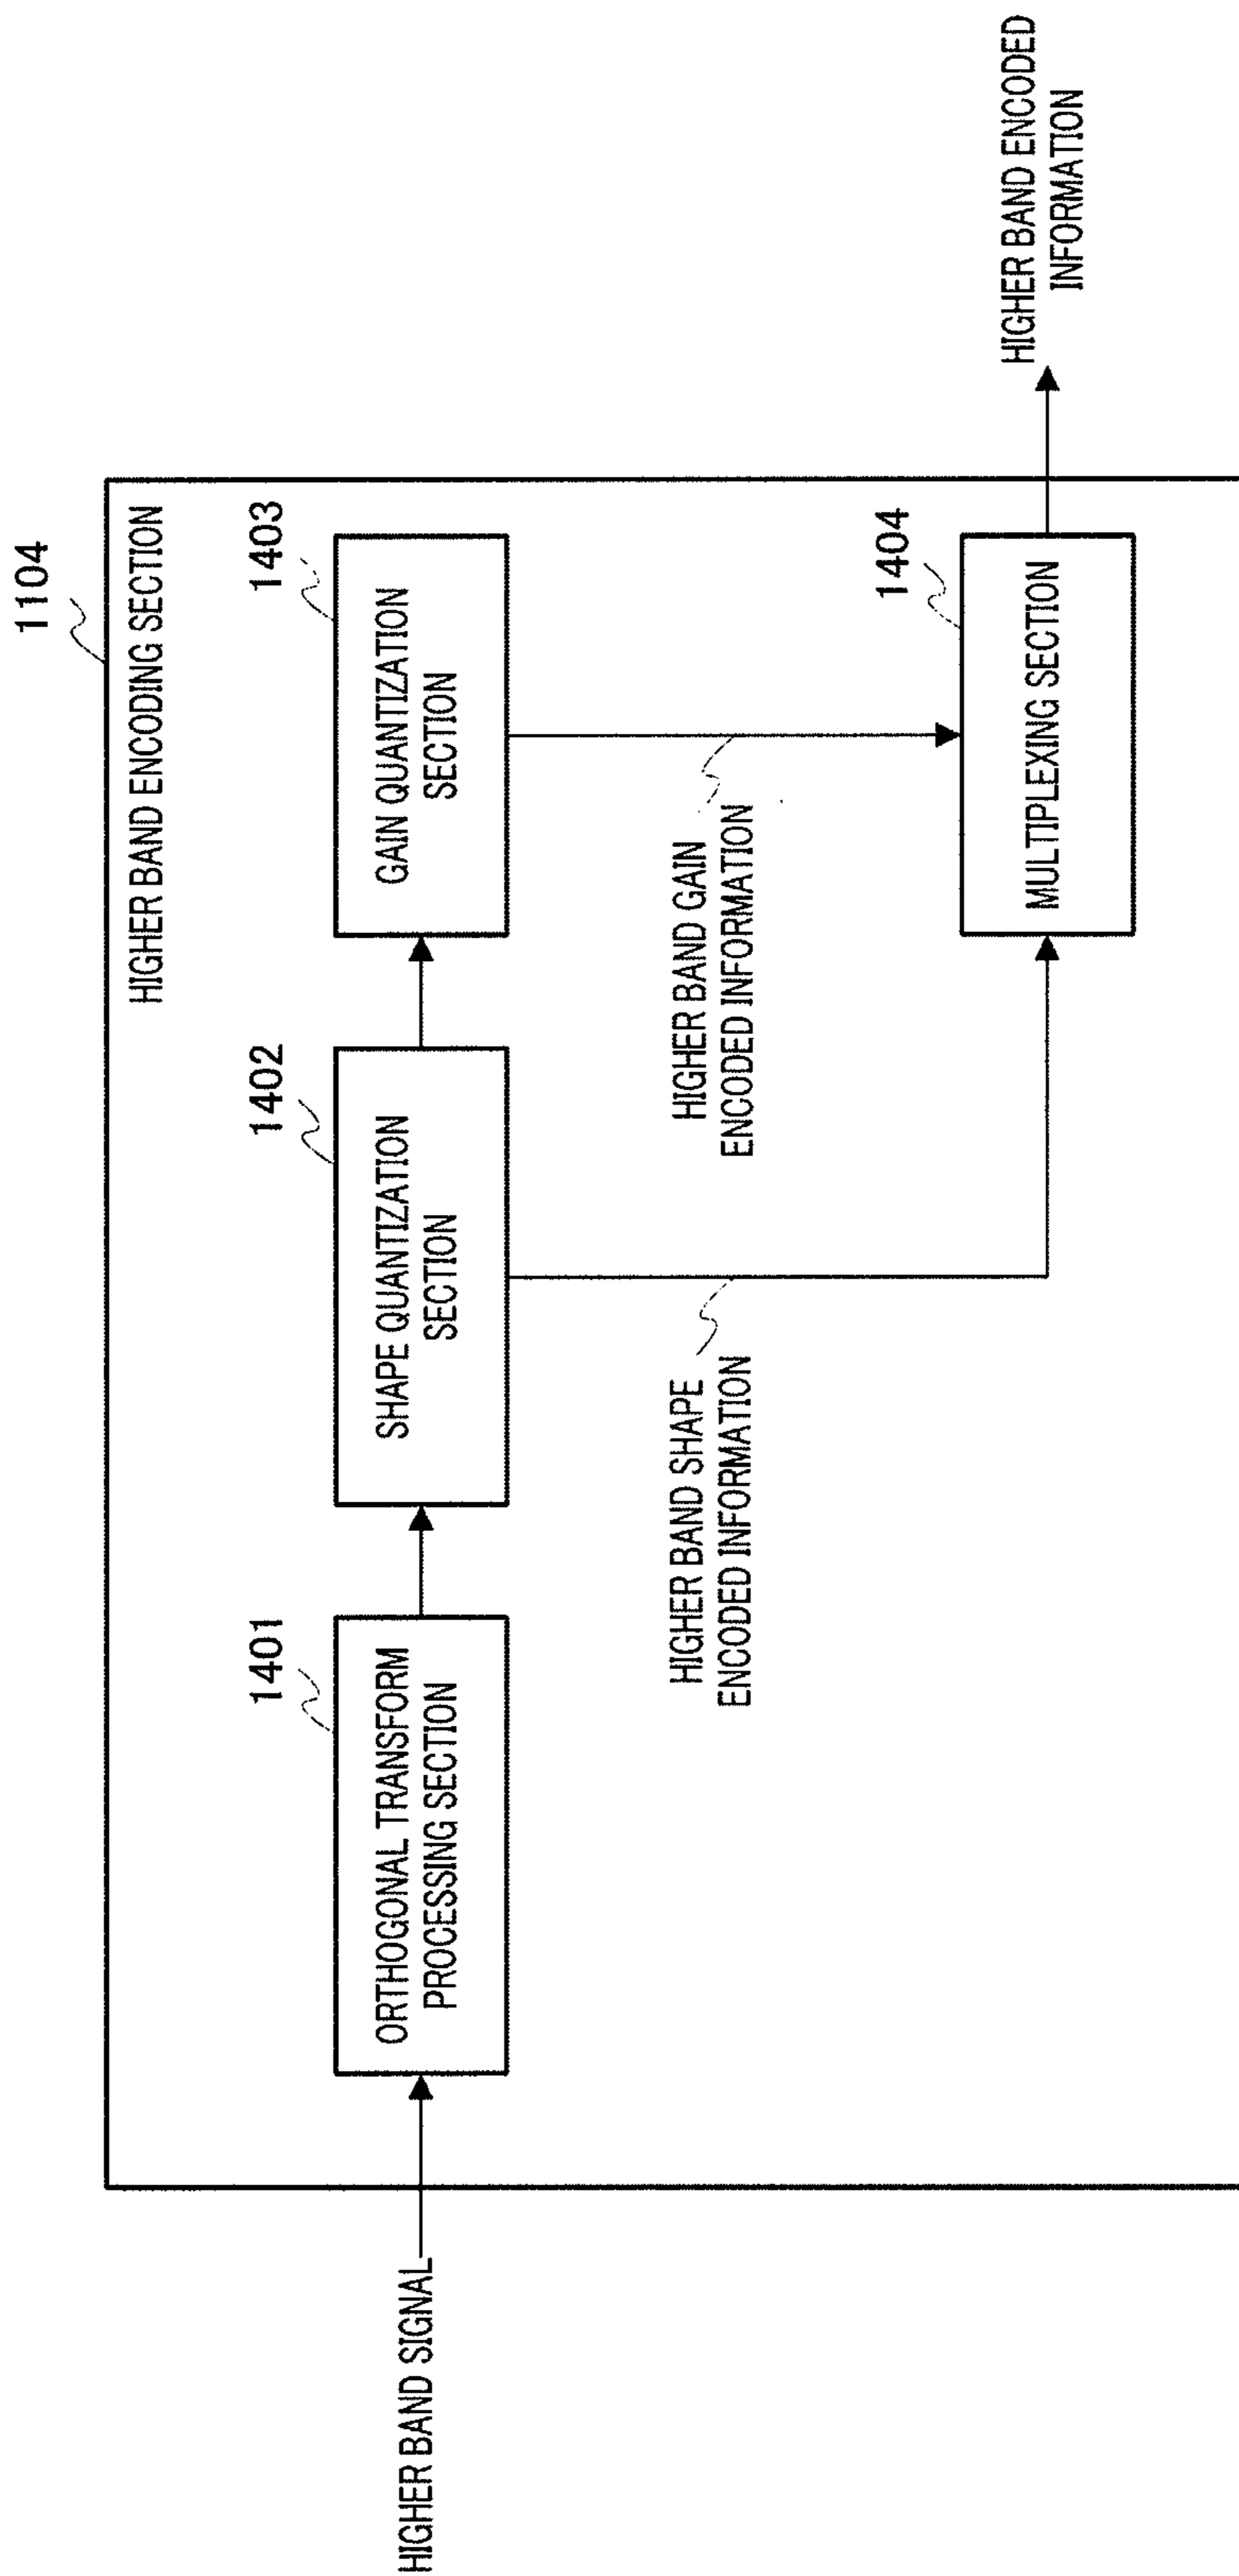 1104
HIGHER BAND ENCODING SECTION
HIGHER BAND SIGNAL
1401
ORTHOGONAL TRANSFORM
PROCESSING SECTION
1402
SHAPE QUANTIZATION
SECTION
1403
GAIN QUANTIZATION
SECTION
HIGHER BAND SHAPE
ENCODED INFORMATION
HIGHER BAND GAIN
ENCODED INFORMATION
1404
MULTIPLEXING SECTION
HIGHER BAND ENCODED
INFORMATION